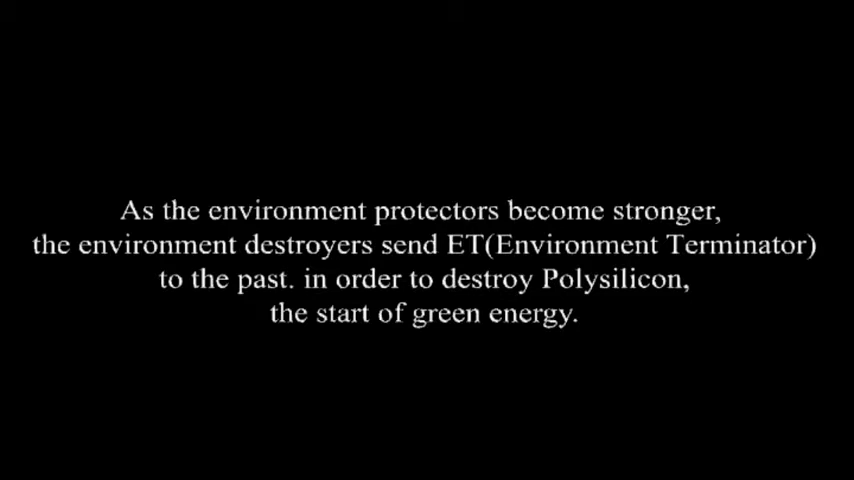 As the environment protectors become stronger,
the environment destroyers send ET(Environment Terminator)
to the past. in order to destroy Polysilicon,
the start of green energy.